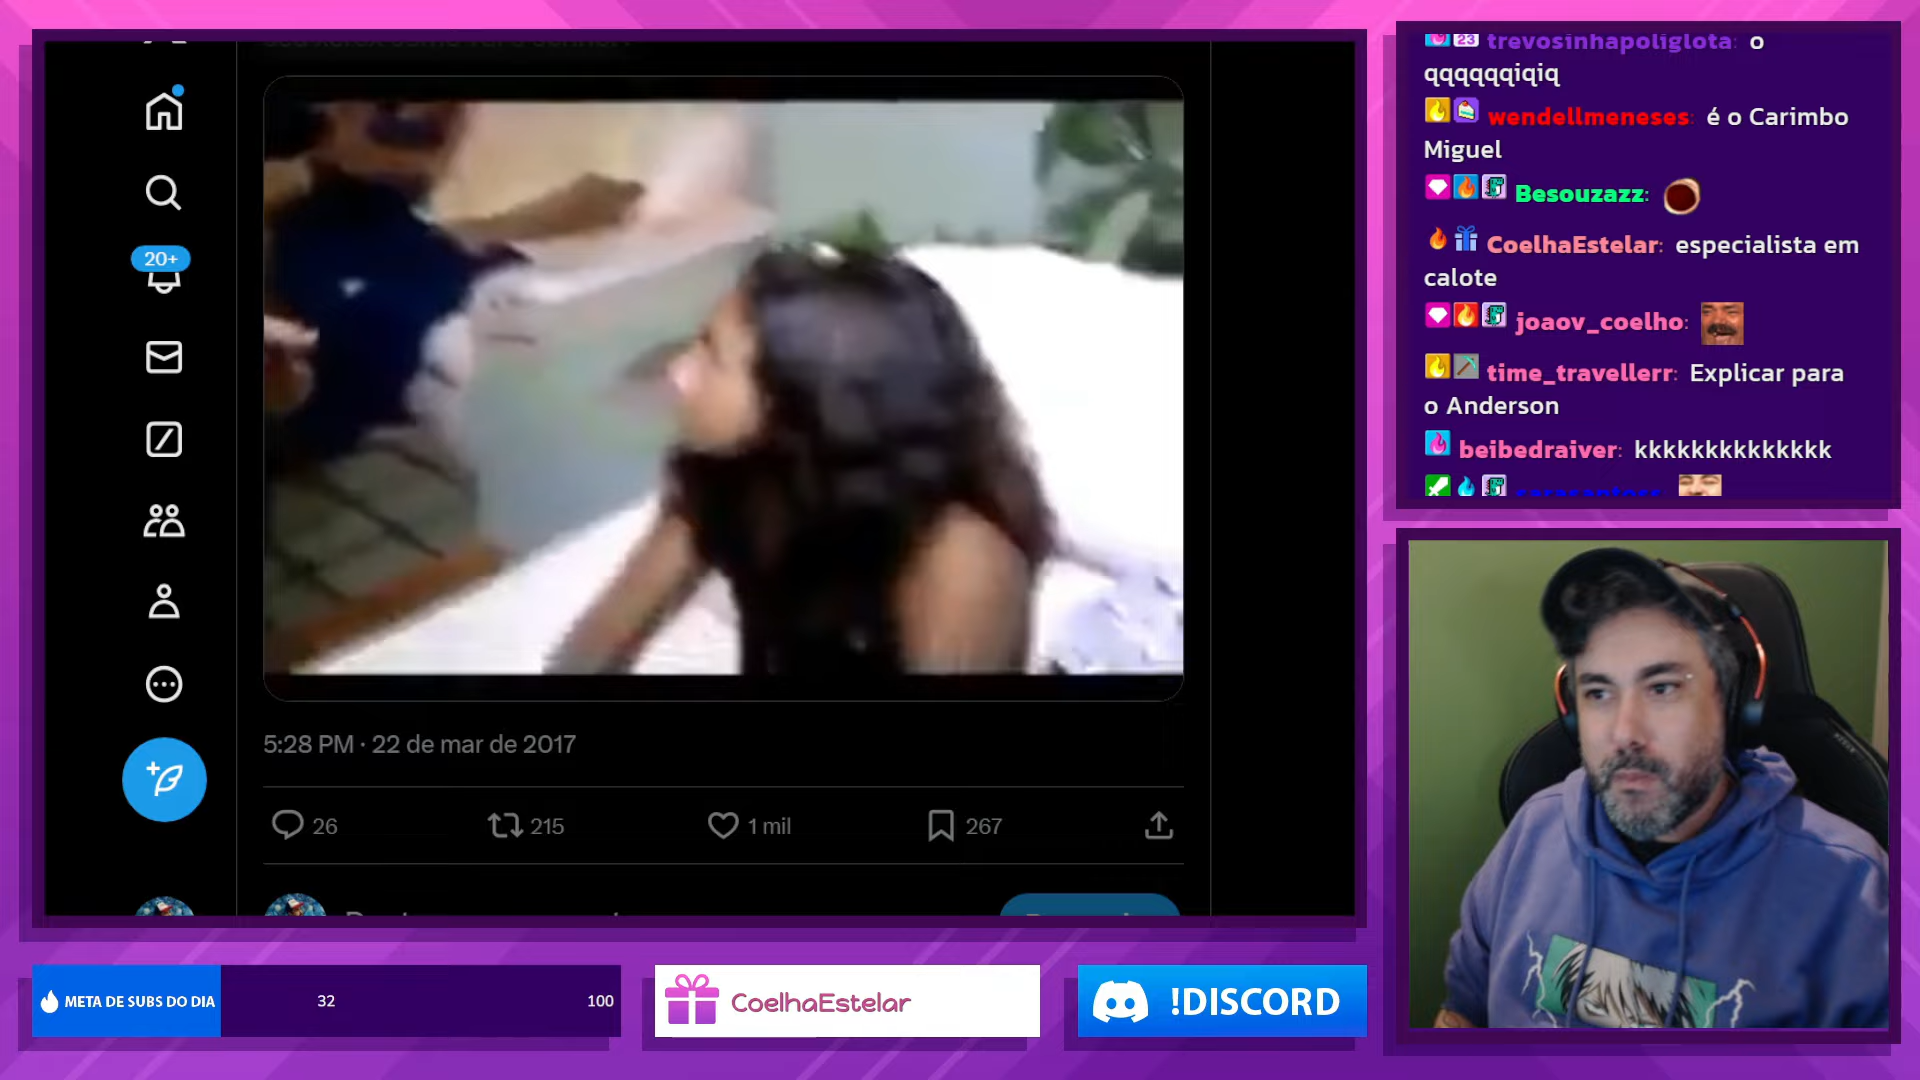 20+
5:28 PM · 22 de mar de 2017
26
215
1 mil
267
trevosinhapoliglota: o
qqqqqqiqiq
wendellmeneses: é o Carimbo
Miguel
Besouzazz:
CoelhaEstelar: especialista em
calote
joaov_coelho:
time_travellerr: Explicar para
o Anderson
beibedraiver: kkkkkkkkkkkkkk
META DE SUBS DO DIA
32
100
CoelhaEstelar
!DISCORD
23